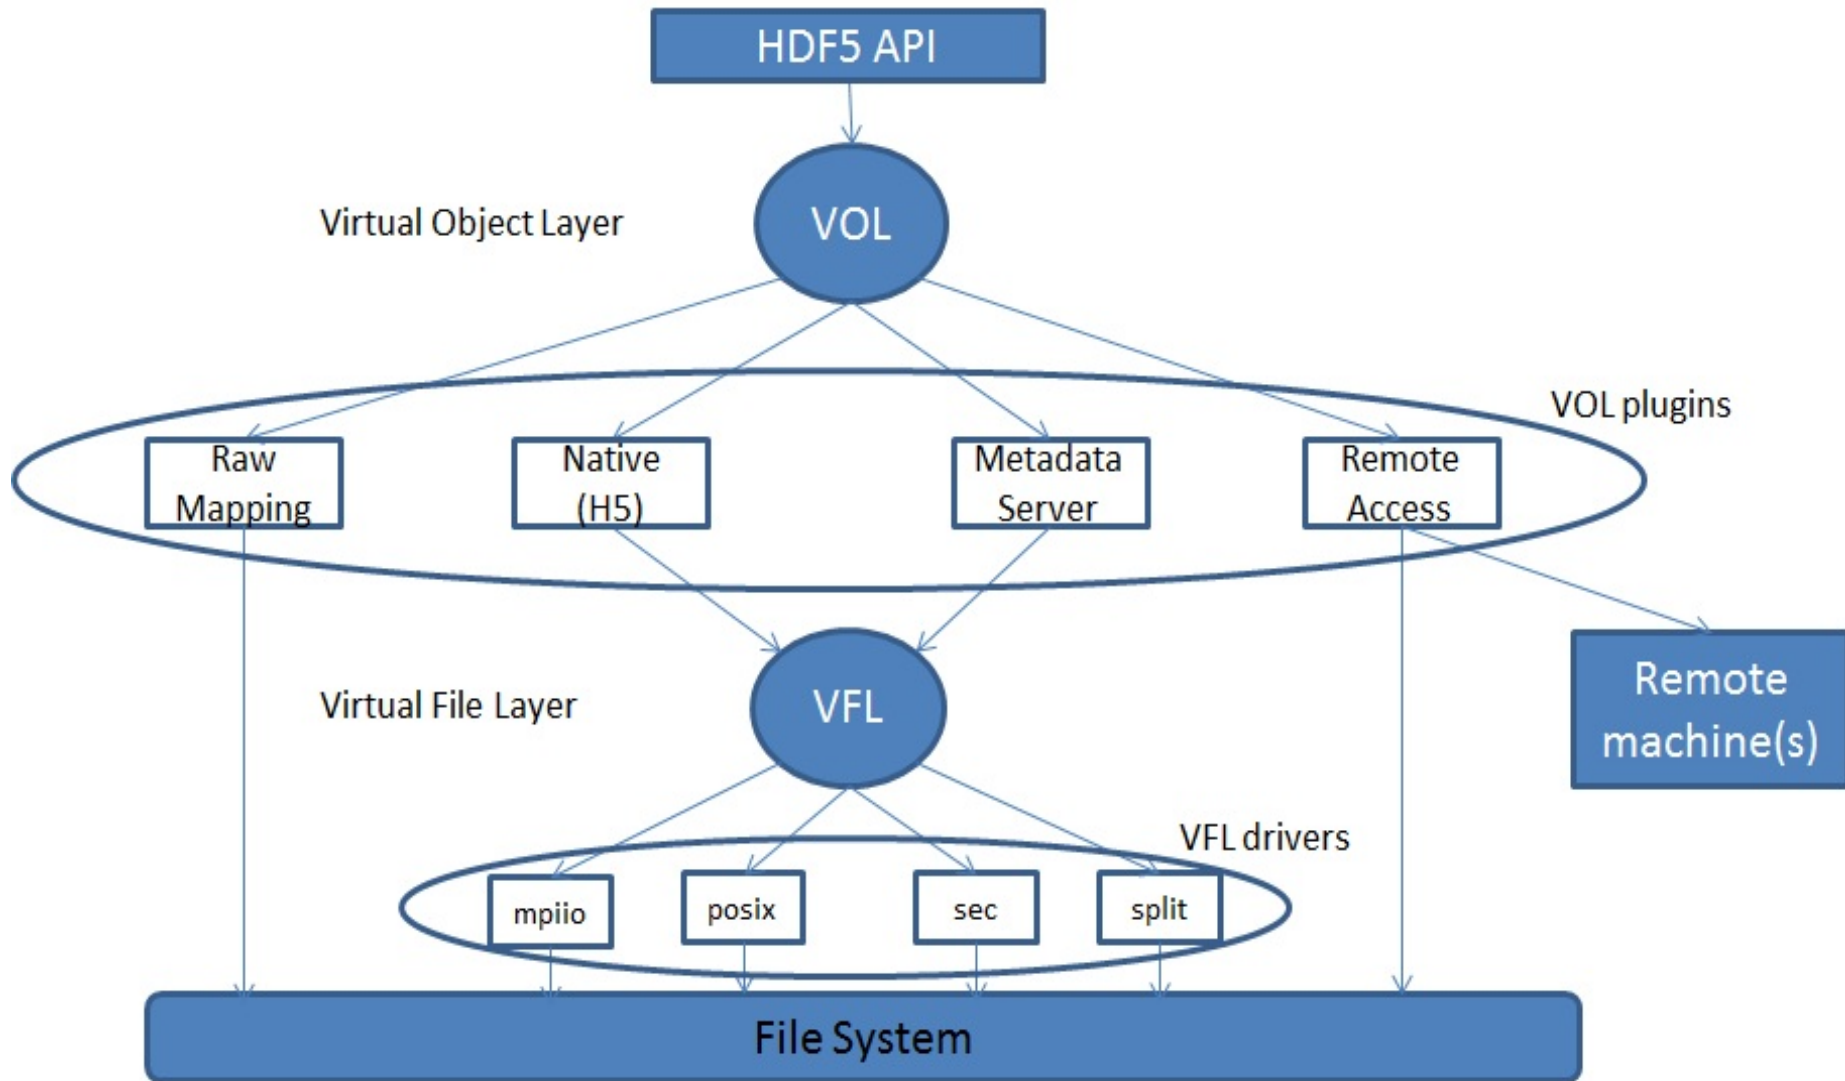 HDF5 API
Virtual Object Layer
VOL
VOL plugins
Raw
Mapping
Native
(H5)
Metadata
Server
Remote
Access
Virtual File Layer
VFL
Remote
machine(s)
VFL drivers
mpiio
posix
sec
split
File System